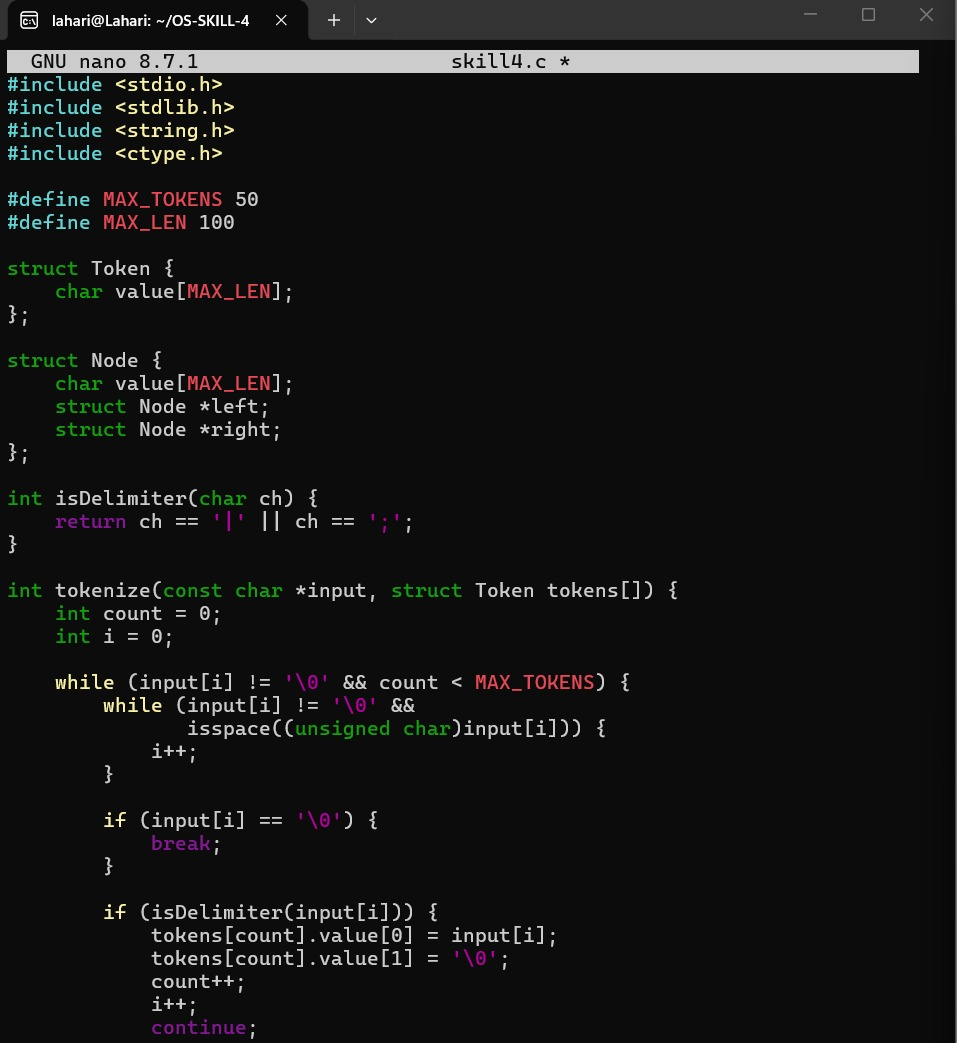 lahari@Lahari: ~/OS-SKILL-4
GNU nano 8.7.1 skill4.c *
#include <stdio.h>
#include <stdlib.h>
#include <string.h>
#include <ctype.h>

#define MAX_TOKENS 50
#define MAX_LEN 100

struct Token {
    char value[MAX_LEN];
};

struct Node {
    char value[MAX_LEN];
    struct Node *left;
    struct Node *right;
};

int isDelimiter(char ch) {
    return ch == '|' || ch == ';';
}

int tokenize(const char *input, struct Token tokens[]) {
    int count = 0;
    int i = 0;

    while (input[i] != '\0' && count < MAX_TOKENS) {
        while (input[i] != '\0' &&
               isspace((unsigned char)input[i])) {
            i++;
        }

        if (input[i] == '\0') {
            break;
        }

        if (isDelimiter(input[i])) {
            tokens[count].value[0] = input[i];
            tokens[count].value[1] = '\0';
            count++;
            i++;
            continue;